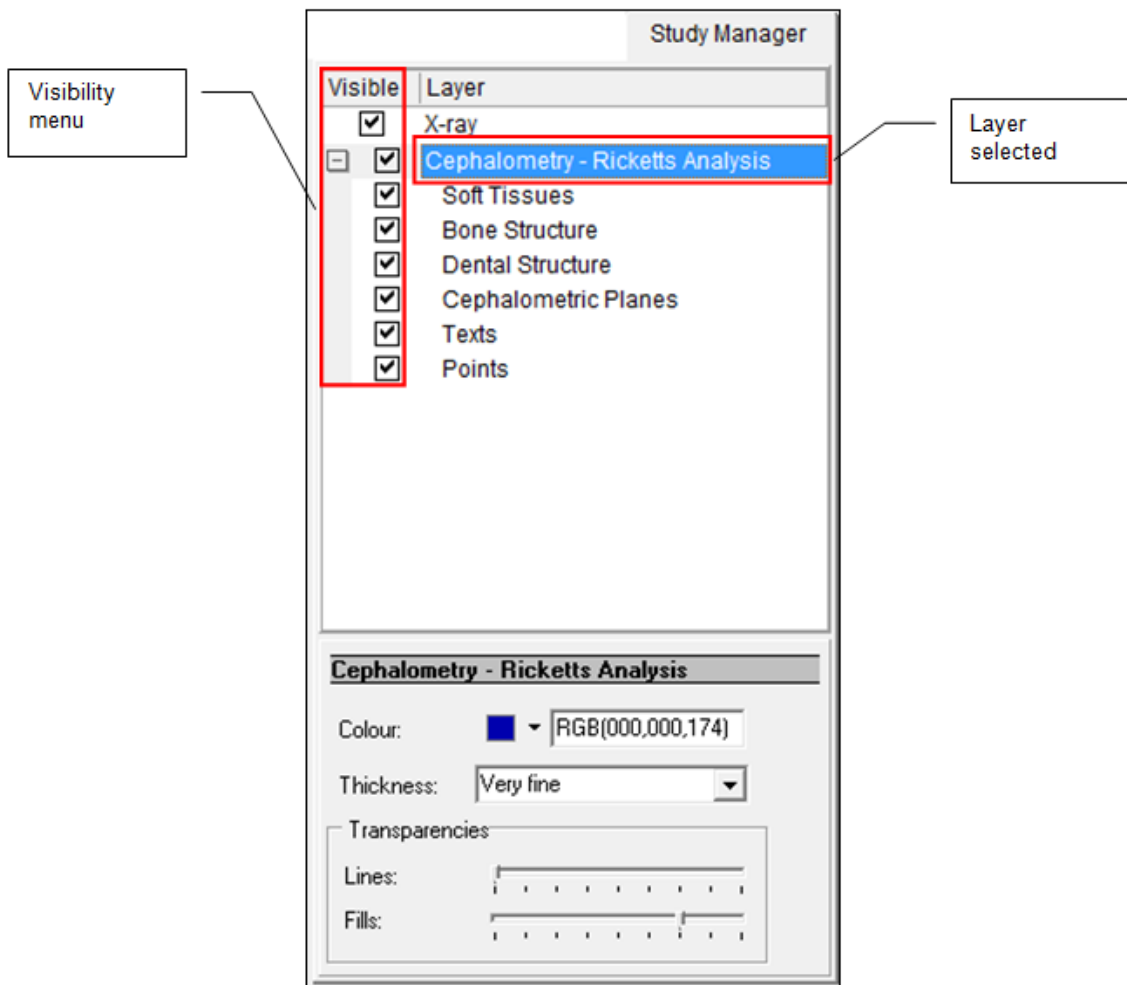 Study Manager
Visibility
menu
Visible Layer
X-ray
Layer
selected
Cephalometry - Ricketts Analysis
Soft Tissues
Bone Structure
Dental Structure
Cephalometric Planes
Texts
Points
Cephalometry - Ricketts Analysis
Colour: RGB(000,000,174)
Thickness: Very fine
Transparencies
Lines:
Fills: